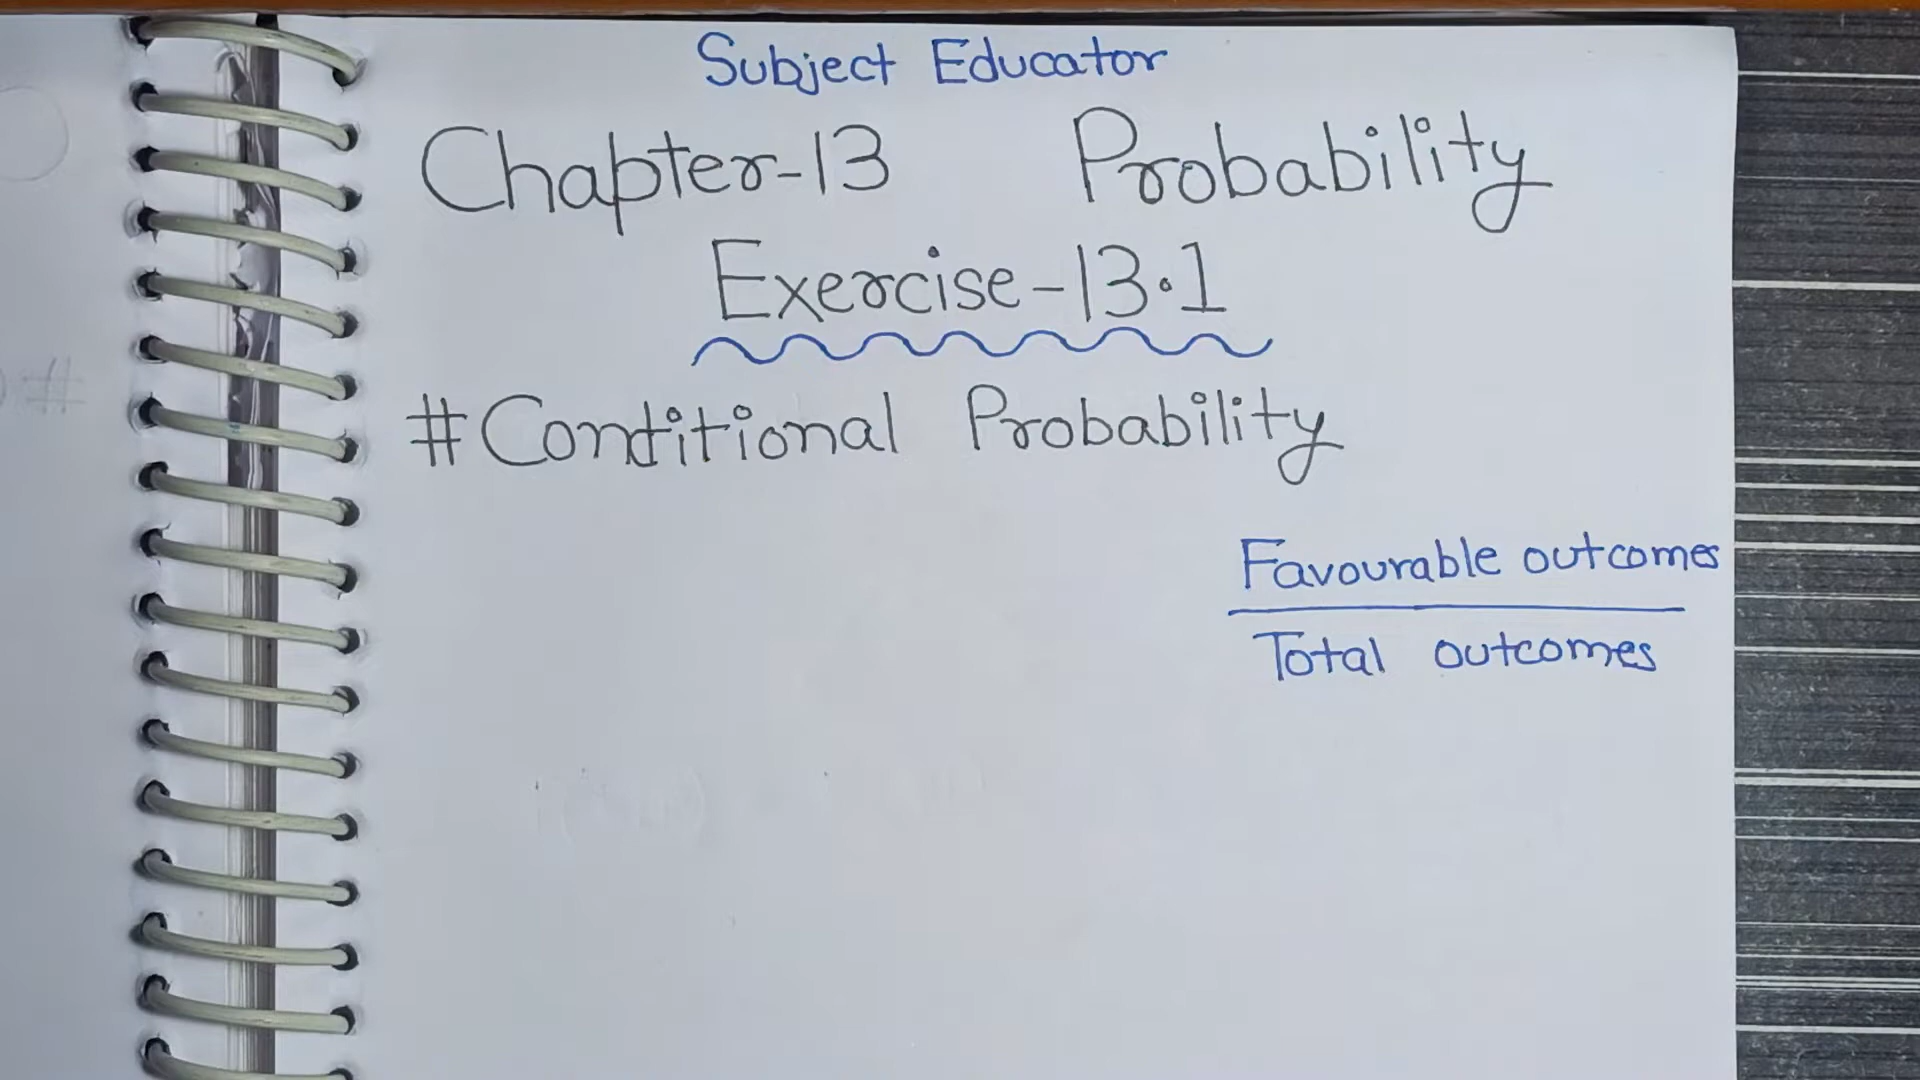 Subject Educator
Chapter-13 Probability
Exercise-13.1
#Conditional Probability
Favourable outcomes
Total outcomes
#